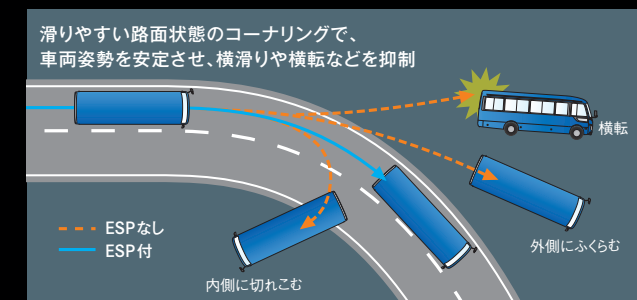 滑りやすい路面状態のコーナリングで、
車両姿勢を安定させ、横滑りや横転などを抑制
横転
外側にふくらむ
ESPなし
ESP付
内側に切れこむ